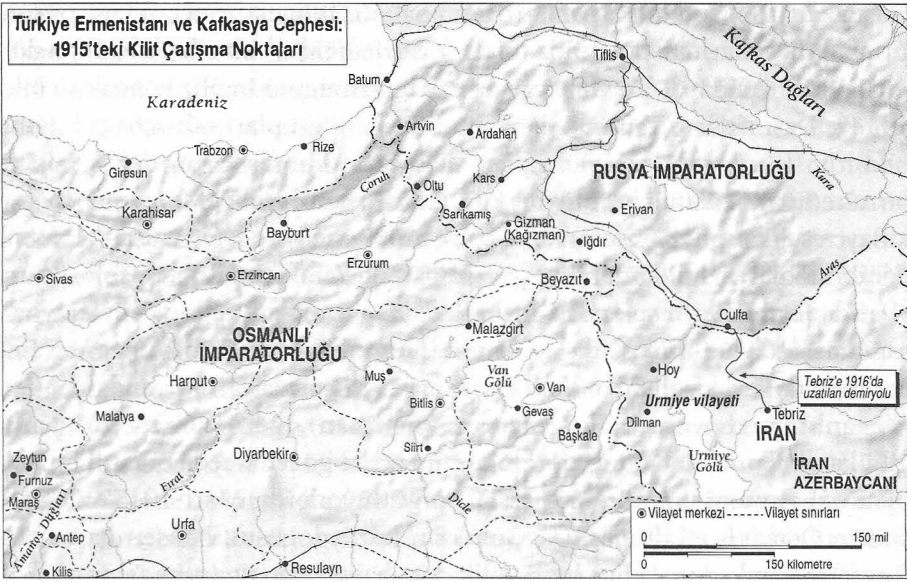 Türkiye Ermenistanı ve Kafkasya Cephesi:
1915'teki Kilit Çatışma Noktaları
Kafkas Dağları
Tiflis
Batum
Karadeniz
Artvin
Ardahan
Trabzon
Rize
Giresun
Çoruh
Oltu
Kars
RUSYA İMPARATORLUĞU
Kura
Karahisar
Bayburt
Sarıkamış
Gizman
(Kağızman)
Erivan
Iğdır
Sivas
Erzincan
Erzurum
Beyazıt
Aras
Culfa
OSMANLI
İMPARATORLUĞU
Malazgirt
Harput
Muş
Van
Gölü
Van
Hoy
Tebriz'e 1916'da
uzatılan demiryolu
Malatya
Bitlis
Gevaş
Urmiye vilayeti
Dilman
Tebriz
Başkale
İRAN
Zeytun
Furnuz
Maraş
Diyarbekir
Siirt
Urmiye
Gölü
İRAN
AZERBAYCANI
Fırat
Dicle
Amanos Dağları
Urfa
Antep
Kilis
Resulayn
Vilayet merkezi
Vilayet sınırları
0 150 mil
0 150 kilometre